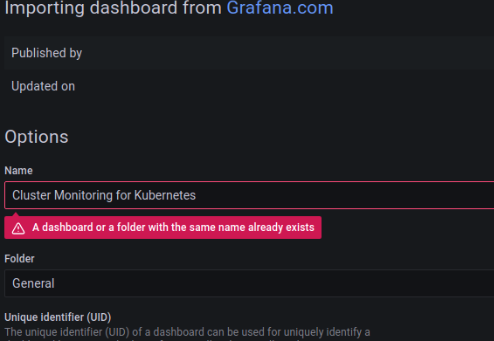 Importing dashboard from Grafana.com
Published by
Updated on
Options
Name
Cluster Monitoring for Kubernetes
A dashboard or a folder with the same name already exists
Folder
General
Unique identifier (UID)
The unique identifier (UID) of a dashboard can be used for uniquely identify a